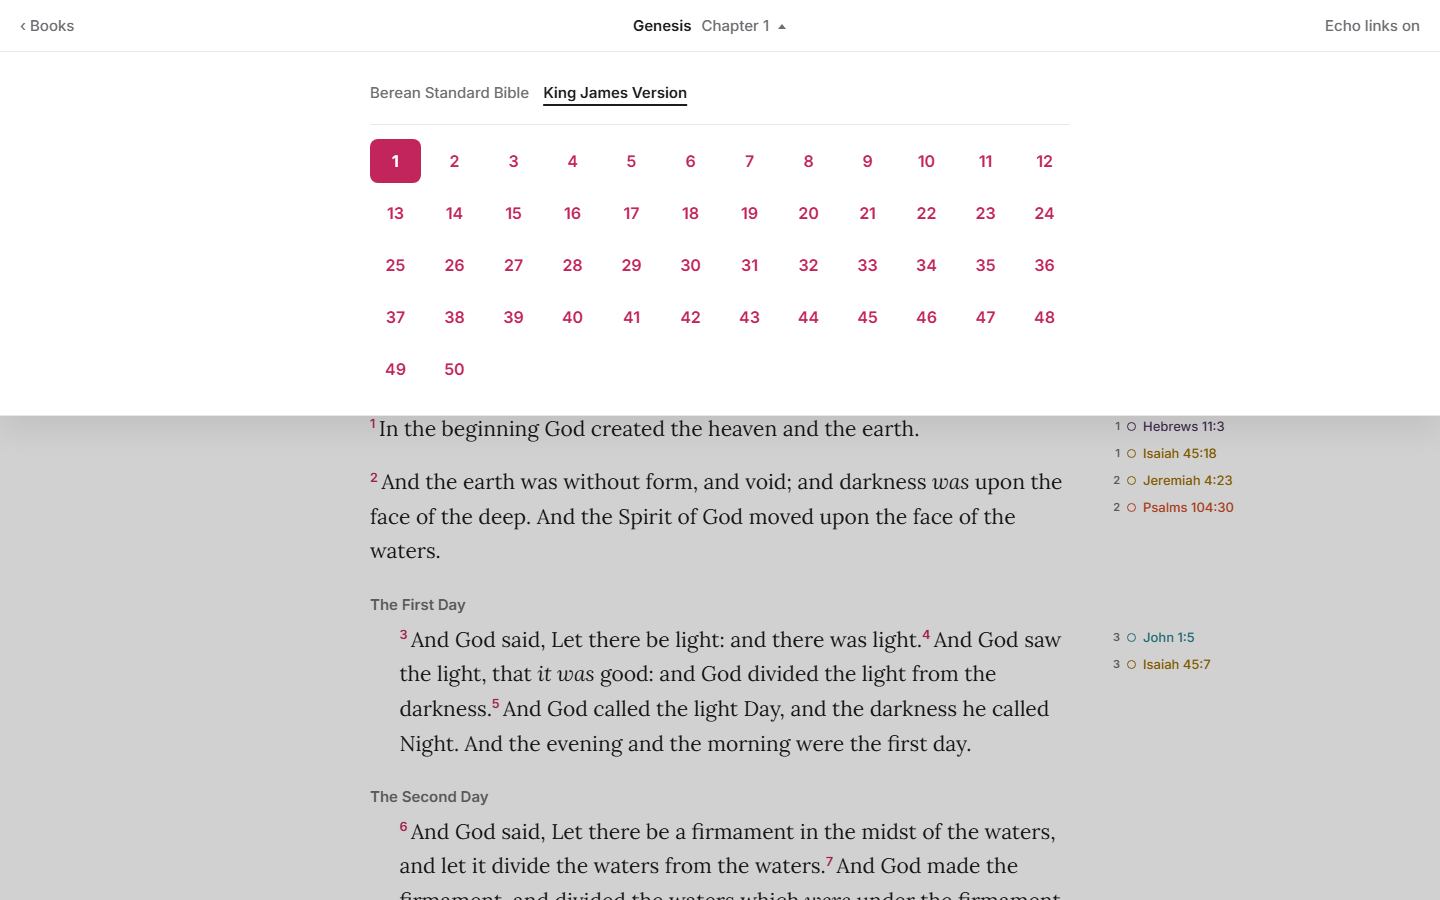 ‹ Books
Genesis Chapter 1
Echo links on
Berean Standard Bible King James Version
1 2 3 4 5 6 7 8 9 10 11 12
13 14 15 16 17 18 19 20 21 22 23 24
25 26 27 28 29 30 31 32 33 34 35 36
37 38 39 40 41 42 43 44 45 46 47 48
49 50
1 In the beginning God created the heaven and the earth.
2 And the earth was without form, and void; and darkness was upon the
face of the deep. And the Spirit of God moved upon the face of the
waters.
1 Hebrews 11:3
1 Isaiah 45:18
2 Jeremiah 4:23
2 Psalms 104:30
The First Day
3 And God said, Let there be light: and there was light. 4 And God saw
the light, that it was good: and God divided the light from the
darkness. 5 And God called the light Day, and the darkness he called
Night. And the evening and the morning were the first day.
3 John 1:5
3 Isaiah 45:7
The Second Day
6 And God said, Let there be a firmament in the midst of the waters,
and let it divide the waters from the waters. 7 And God made the
firmament, and divided the waters which were under the firmament